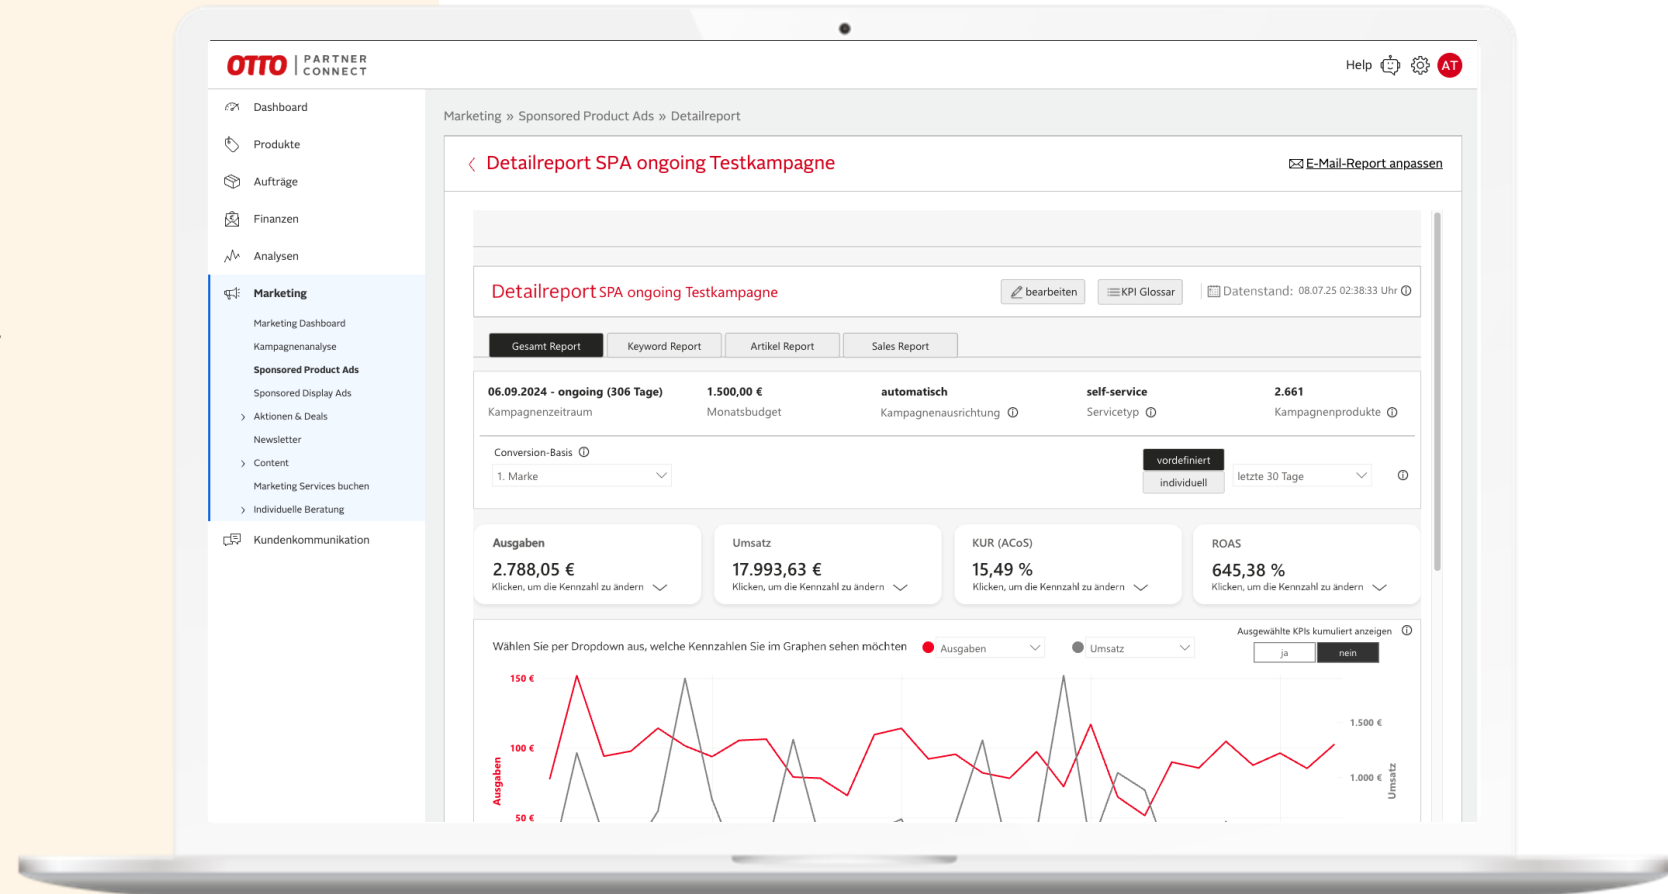 OTTO | PARTNER CONNECT
Help
AT
Dashboard
Produkte
Aufträge
Finanzen
Analysen
Marketing
Marketing Dashboard
Kampagnenanalyse
Sponsored Product Ads
Sponsored Display Ads
Aktionen & Deals
Newsletter
Content
Marketing Services buchen
Individuelle Beratung
Kundenkommunikation
Marketing » Sponsored Product Ads » Detailreport
Detailreport SPA ongoing Testkampagne
E-Mail-Report anpassen
Detailreport SPA ongoing Testkampagne
bearbeiten
KPI Glossar
Datenstand: 08.07.25 02:38:33 Uhr
Gesamt Report
Keyword Report
Artikel Report
Sales Report
06.09.2024 - ongoing (306 Tage)
Kampagnenzeitraum
1.500,00 €
Monatsbudget
automatisch
Kampagnenausrichtung
self-service
Servicetyp
2.661
Kampagnenprodukte
Conversion-Basis
1. Marke
vordefiniert
individuell
letzte 30 Tage
Ausgaben
2.788,05 €
Klicken, um die Kennzahl zu ändern
Umsatz
17.993,63 €
Klicken, um die Kennzahl zu ändern
KUR (ACoS)
15,49 %
Klicken, um die Kennzahl zu ändern
ROAS
645,38 %
Klicken, um die Kennzahl zu ändern
Wählen Sie per Dropdown aus, welche Kennzahlen Sie im Graphen sehen möchten
Ausgaben
Umsatz
Ausgewählte KPIs kumuliert anzeigen
ja
nein
150 €
100 €
50 €
Ausgaben
1.500 €
1.000 €
Umsatz